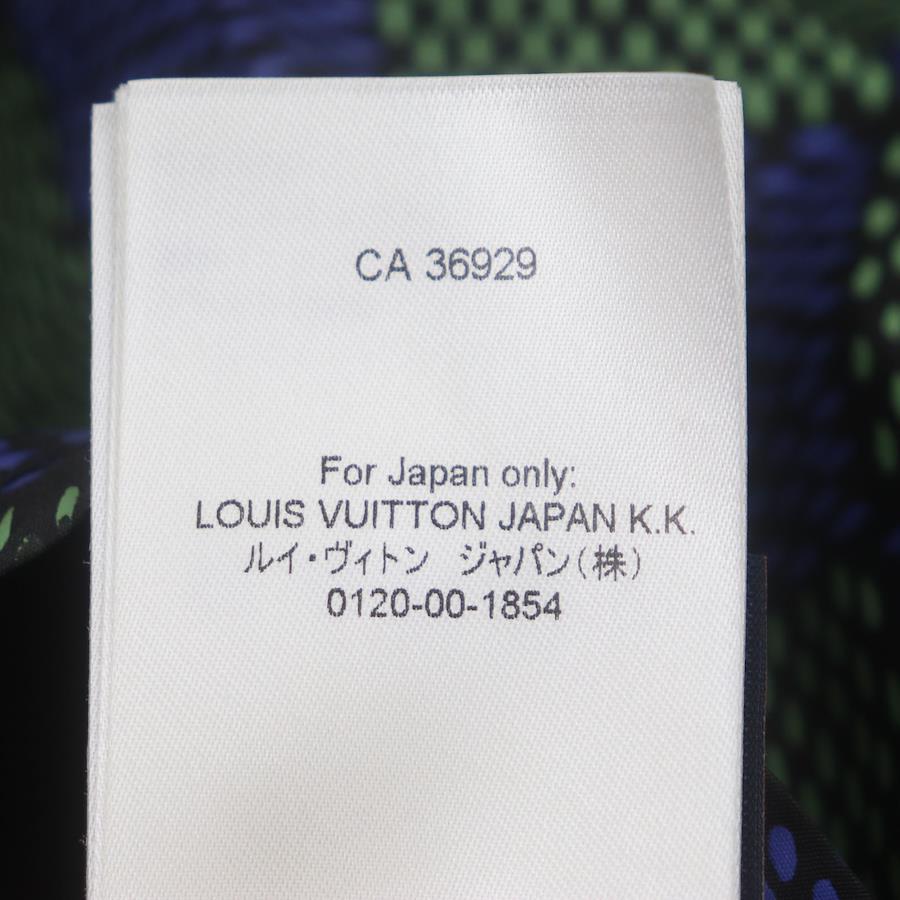 CA 36929
For Japan only:
LOUIS VUITTON JAPAN K.K.
ルイ・ヴィトン　ジャパン(株)
0120-00-1854